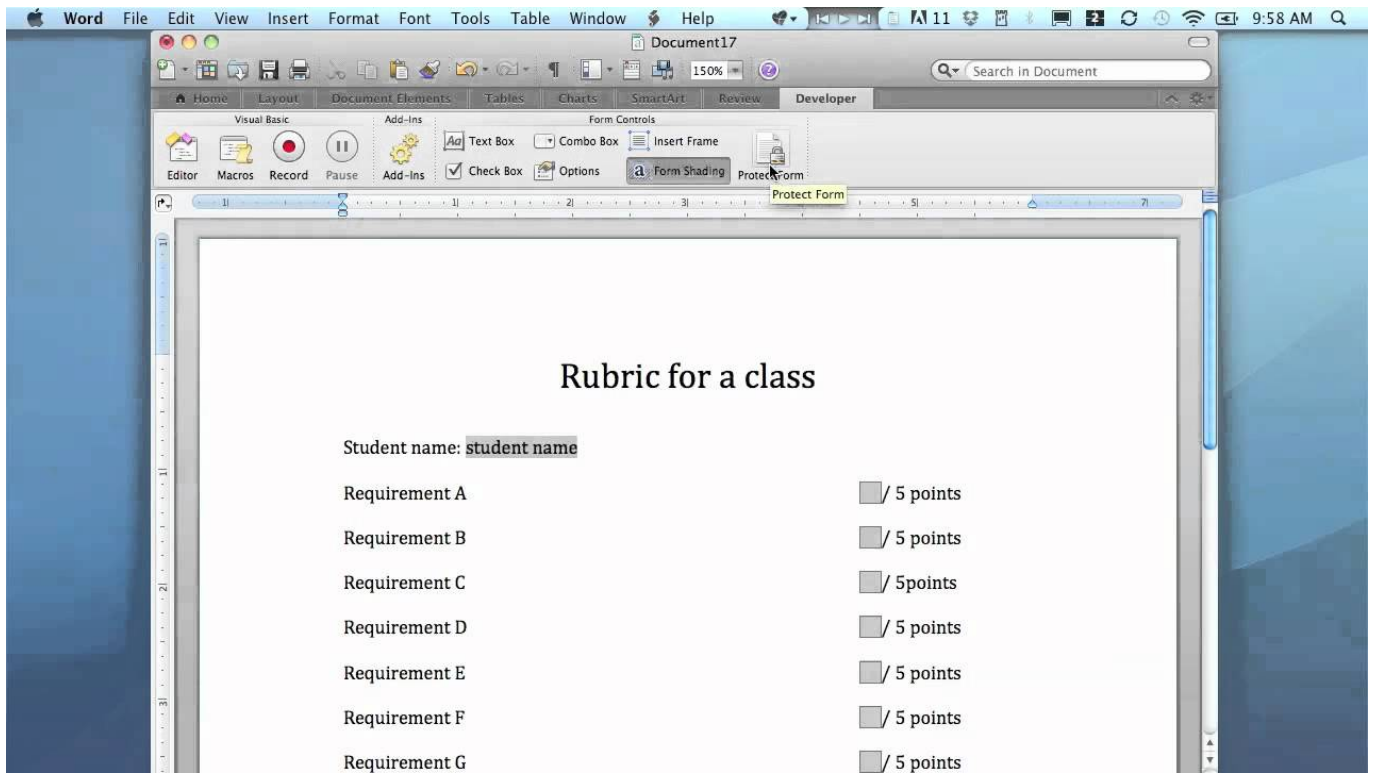 Word File Edit View Insert Format Font Tools Table Window Help 11 2 9:58 AM
Document17
150% Search in Document
Home Layout Document Elements Tables Charts SmartArt Review Developer
Visual Basic Add-Ins Form Controls
Text Box Combo Box Insert Frame
Editor Macros Record Pause Add-Ins Check Box Options a Form Shading Protect Form
Protect Form
Rubric for a class
Student name: student name
Requirement A / 5 points
Requirement B / 5 points
Requirement C / 5points
Requirement D / 5 points
Requirement E / 5 points
Requirement F / 5 points
Requirement G / 5 points